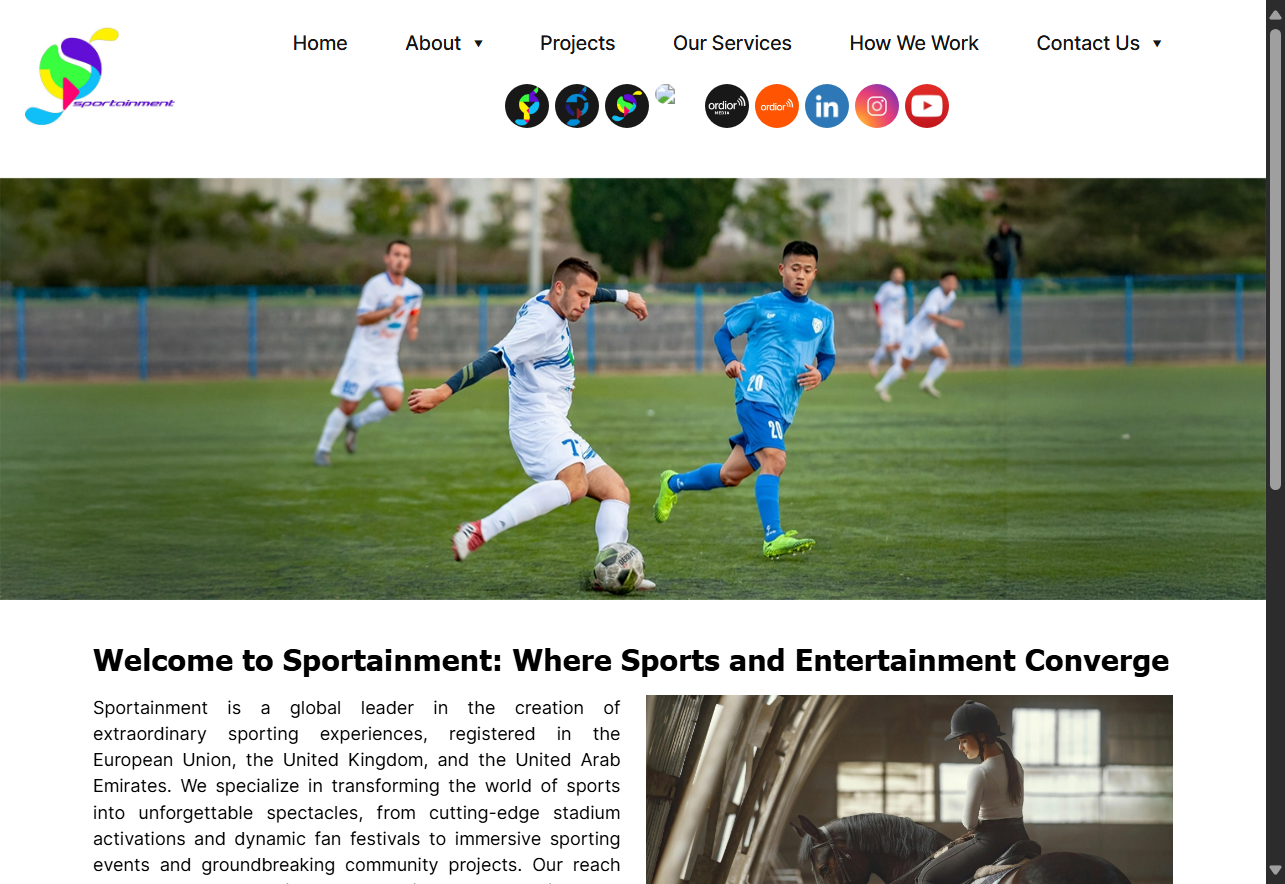 sportainment
Home
About
Projects
Our Services
How We Work
Contact Us
ordior
MEDIA
ordior
in
7
20
20
Welcome to Sportainment: Where Sports and Entertainment Converge
Sportainment is a global leader in the creation of
extraordinary sporting experiences, registered in the
European Union, the United Kingdom, and the United Arab
Emirates. We specialize in transforming the world of sports
into unforgettable spectacles, from cutting-edge stadium
activations and dynamic fan festivals to immersive sporting
events and groundbreaking community projects. Our reach